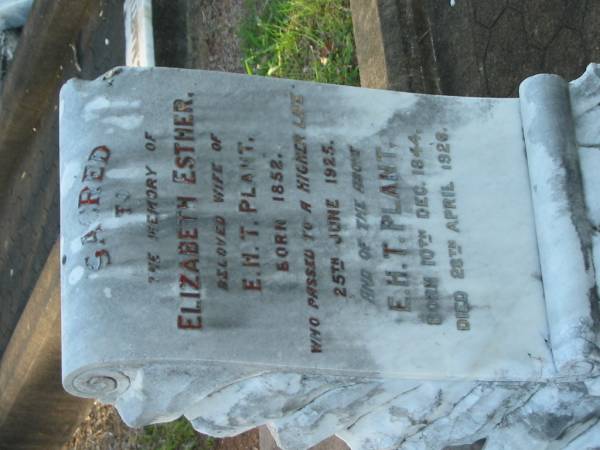 SACRED
TO
THE MEMORY OF
ELIZABETH ESTHER.
BELOVED WIFE OF
E.H.T. PLANT.
BORN 1852.
WHO PASSED TO A HIGHER LIFE
25TH JUNE 1925.
AND OF THE ABOVE
E.H.T. PLANT.
BORN 10TH DEC. 1844.
DIED 28TH APRIL 1926.